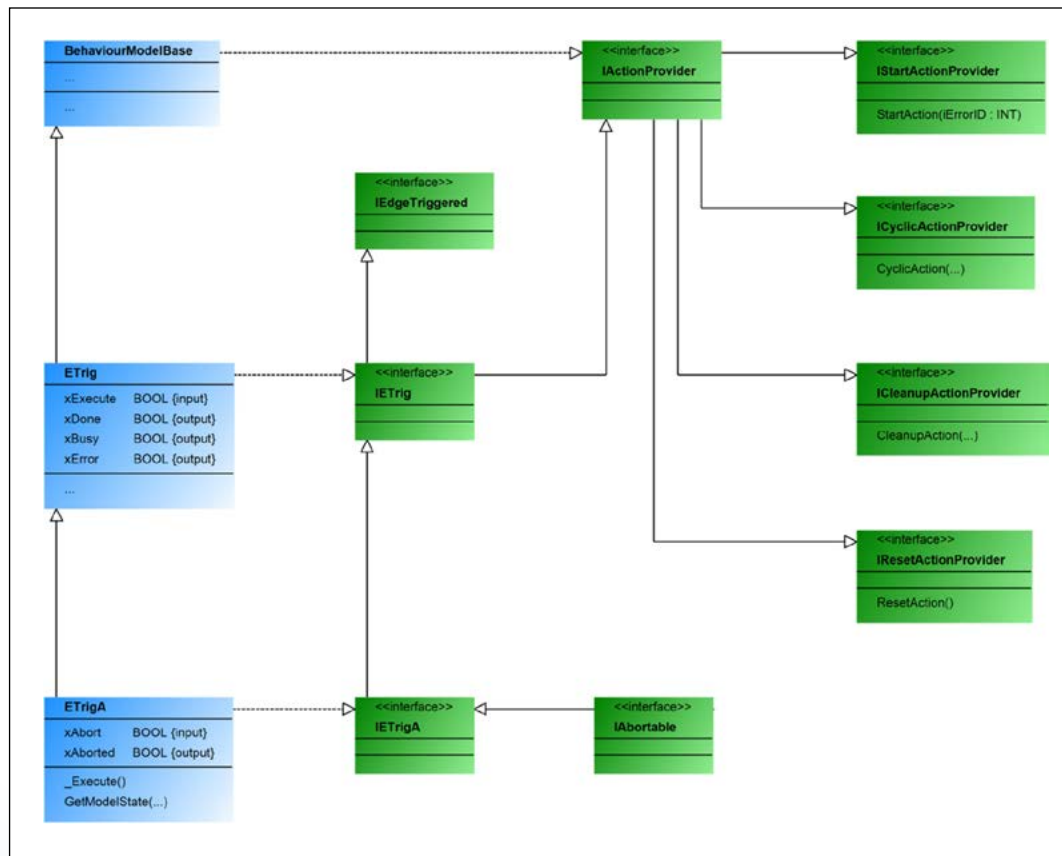 BehaviourModelBase
...
...
<<interface>>
IActionProvider
<<interface>>
IStartActionProvider
StartAction(iErrorID : INT)
<<interface>>
IEdgeTriggered
<<interface>>
ICyclicActionProvider
CyclicAction(...)
ETrig
xExecute BOOL {input}
xDone BOOL {output}
xBusy BOOL {output}
xError BOOL {output}
...
<<interface>>
IETrig
<<interface>>
ICleanupActionProvider
CleanupAction(...)
<<interface>>
IResetActionProvider
ResetAction()
ETrigA
xAbort BOOL {input}
xAborted BOOL {output}
_Execute()
GetModelState(...)
<<interface>>
IETrigA
<<interface>>
IAbortable